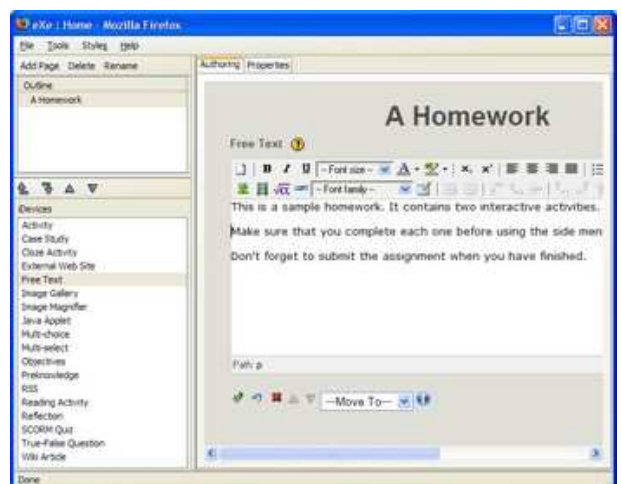 eXe : Home - Mozilla Firefox
File Tools Styles Help
Add Page Delete Rename
Outline
A Homework
iDevices
Activity
Case Study
Cloze Activity
External Web Site
Free Text
Image Gallery
Image Magnifier
Java Applet
Multi-choice
Multi-select
Objectives
Preknowledge
RSS
Reading Activity
Reflection
SCORM Quiz
True-False Question
Wiki Article
Authoring Properties
A Homework
Free Text ?
B I U -- Font size -- A
-- Font family --
This is a sample homework. It contains two interactive activities.
Make sure that you complete each one before using the side men
Don't forget to submit the assignment when you have finished.
Path: p
---Move To---
Done